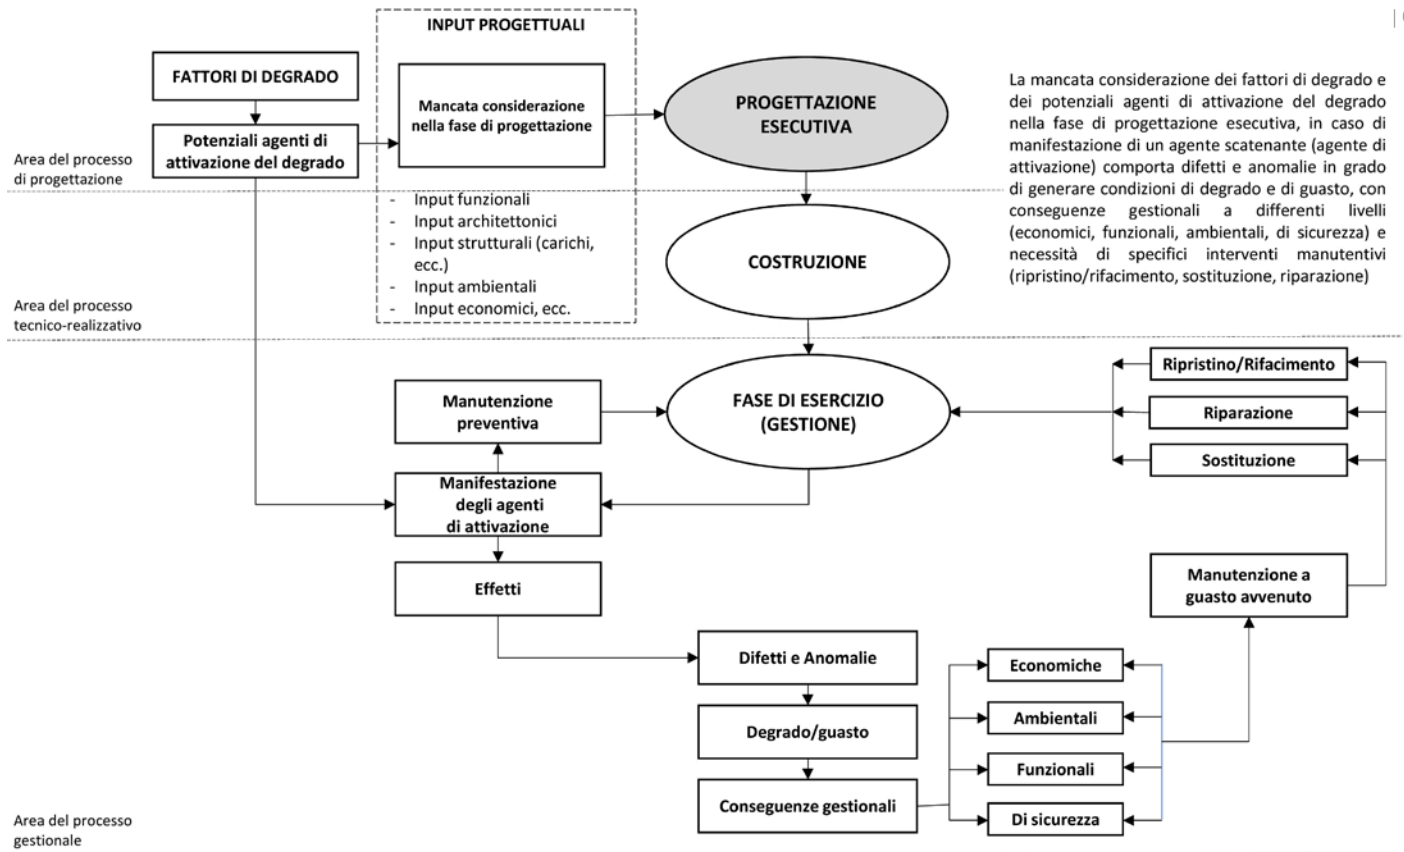 INPUT PROGETTUALI
FATTORI DI DEGRADO
Potenziali agenti di
attivazione del degrado
Mancata considerazione
nella fase di progettazione
PROGETTAZIONE
ESECUTIVA
La mancata considerazione dei fattori di degrado e
dei potenziali agenti di attivazione del degrado
nella fase di progettazione esecutiva, in caso di
manifestazione di un agente scatenante (agente di
attivazione) comporta difetti e anomalie in grado
di generare condizioni di degrado e di guasto, con
conseguenze gestionali a differenti livelli
(economici, funzionali, ambientali, di sicurezza) e
necessità di specifici interventi manutentivi
(ripristino/rifacimento, sostituzione, riparazione)
Area del processo
di progettazione
- Input funzionali
- Input architettonici
- Input strutturali (carichi,
ecc.)
- Input ambientali
- Input economici, ecc.
COSTRUZIONE
Area del processo
tecnico-realizzativo
Manutenzione
preventiva
FASE DI ESERCIZIO
(GESTIONE)
Ripristino/Rifacimento
Riparazione
Sostituzione
Manifestazione
degli agenti
di attivazione
Effetti
Manutenzione a
guasto avvenuto
Difetti e Anomalie
Degrado/guasto
Conseguenze gestionali
Economiche
Ambientali
Funzionali
Di sicurezza
Area del processo
gestionale